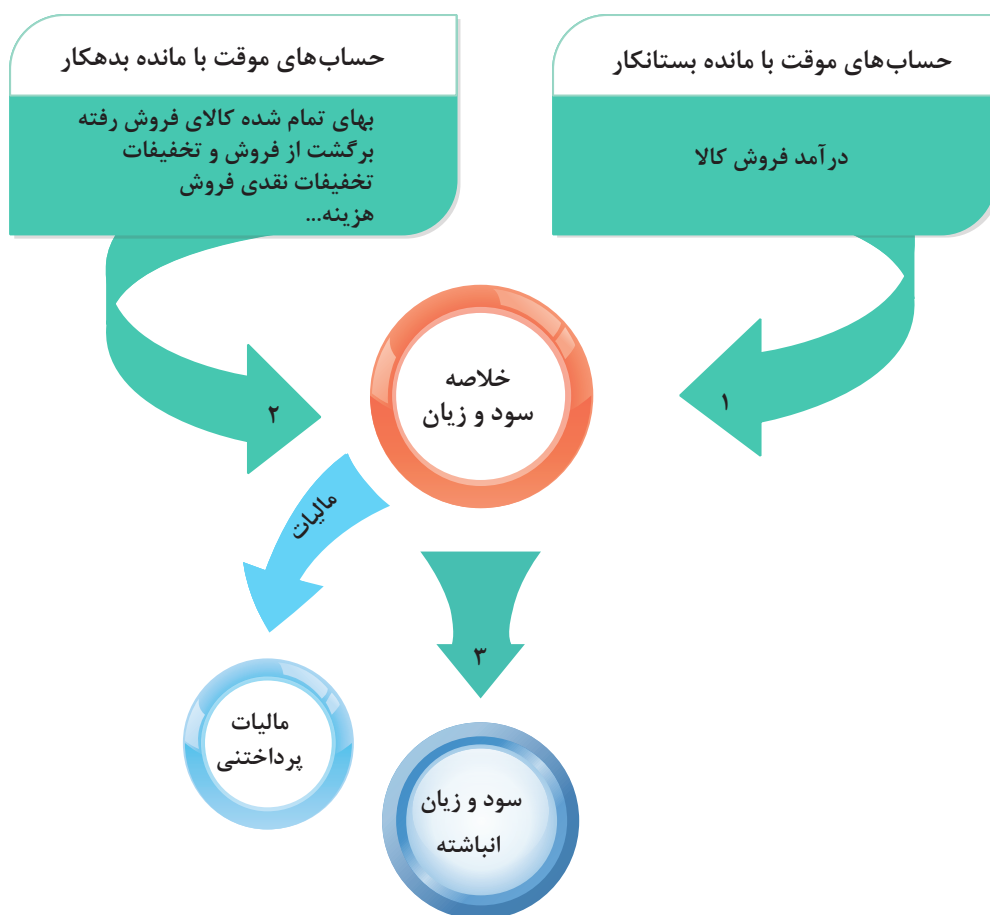 حساب‌های موقت با مانده بستانکار
درآمد فروش کالا
حساب‌های موقت با مانده بدهکار
بهای تمام شده کالای فروش رفته
برگشت از فروش و تخفیفات
تخفیفات نقدی فروش
هزینه...
۱
۲
خلاصه
سود و زیان
مالیات
۳
مالیات
پرداختنی
سود و زیان
انباشته